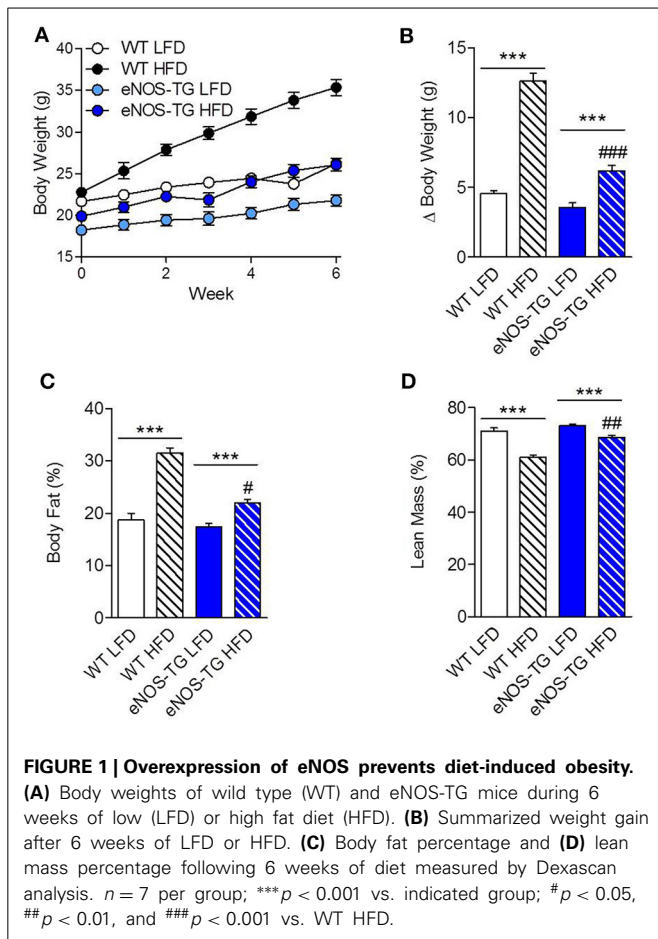 A
WT LFD
WT HFD
eNOS-TG LFD
eNOS-TG HFD
Body Weight (g)
40
35
30
25
20
15
0 2 4 6
Week
B
***
***
###
Δ Body Weight (g)
15
10
5
0
WT LFD
WT HFD
eNOS-TG LFD
eNOS-TG HFD
C
***
***
#
Body Fat (%)
40
30
20
10
0
WT LFD
WT HFD
eNOS-TG LFD
eNOS-TG HFD
D
***
***
##
Lean Mass (%)
80
60
40
20
0
WT LFD
WT HFD
eNOS-TG LFD
eNOS-TG HFD
FIGURE 1 | Overexpression of eNOS prevents diet-induced obesity.
(A) Body weights of wild type (WT) and eNOS-TG mice during 6
weeks of low (LFD) or high fat diet (HFD). (B) Summarized weight gain
after 6 weeks of LFD or HFD. (C) Body fat percentage and (D) lean
mass percentage following 6 weeks of diet measured by Dexascan
analysis. n = 7 per group; ***p < 0.001 vs. indicated group; #p < 0.05,
##p < 0.01, and ###p < 0.001 vs. WT HFD.